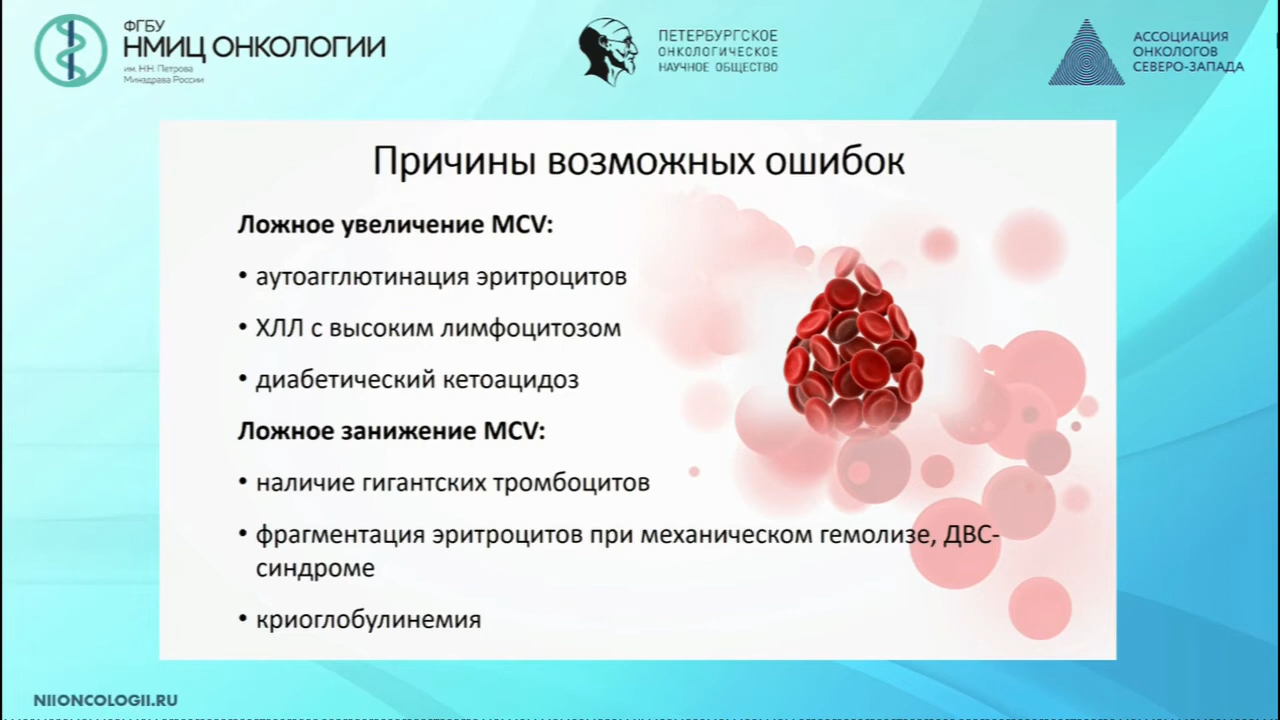 ФГБУ
НМИЦ ОНКОЛОГИИ
им. Н.Н. Петрова
Минздрава России
ПЕТЕРБУРГСКОЕ
ОНКОЛОГИЧЕСКОЕ
НАУЧНОЕ ОБЩЕСТВО
АССОЦИАЦИЯ
ОНКОЛОГОВ
СЕВЕРО-ЗАПАДА
Причины возможных ошибок
Ложное увеличение MCV:
• аутоагглютинация эритроцитов
• ХЛЛ с высоким лимфоцитозом
• диабетический кетоацидоз
Ложное занижение MCV:
• наличие гигантских тромбоцитов
• фрагментация эритроцитов при механическом гемолизе, ДВС-
синдроме
• криоглобулинемия
NIIONCOLOGII.RU